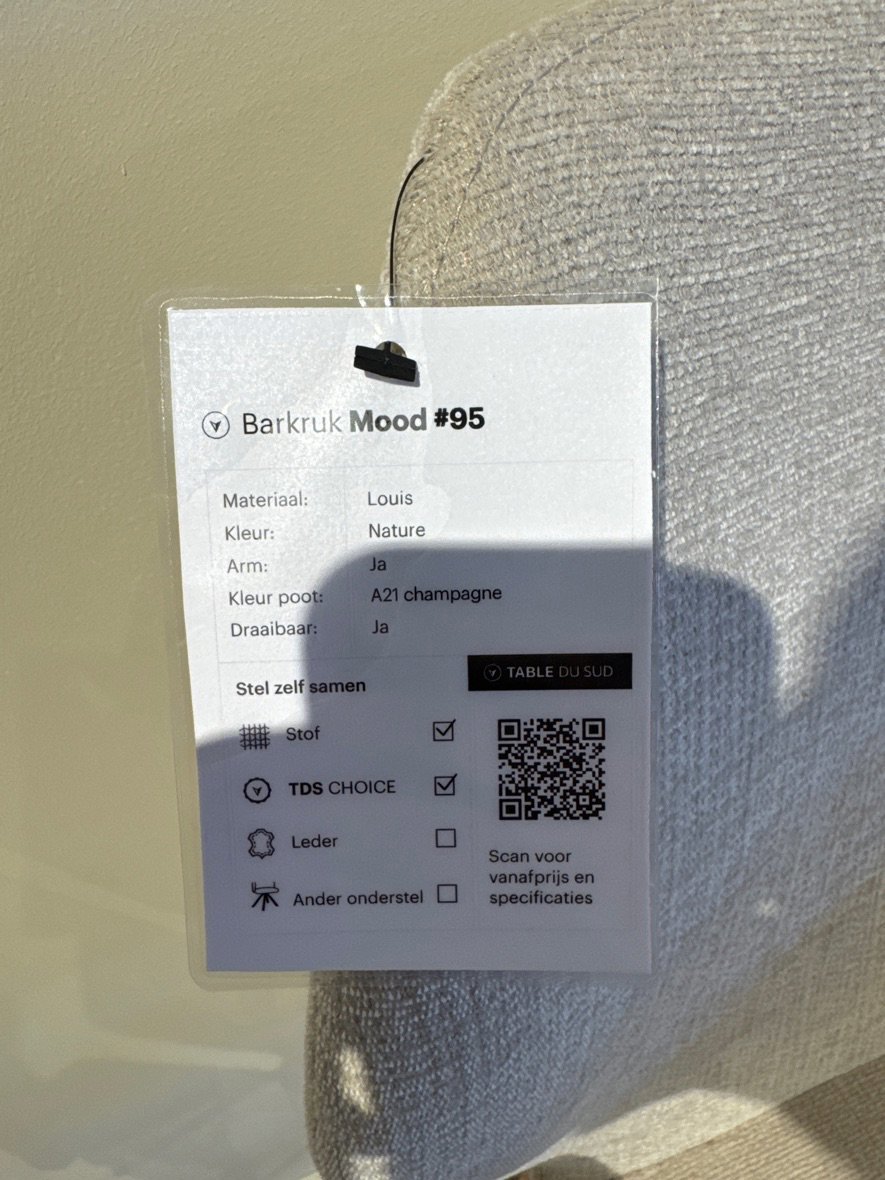 Barkruk Mood #95
Materiaal: Louis
Kleur: Nature
Arm: Ja
Kleur poot: A21 champagne
Draaibaar: Ja
Stel zelf samen
TABLE DU SUD
Stof
TDS CHOICE
Leder
Ander onderstel
Scan voor
vanafprijs en
specificaties